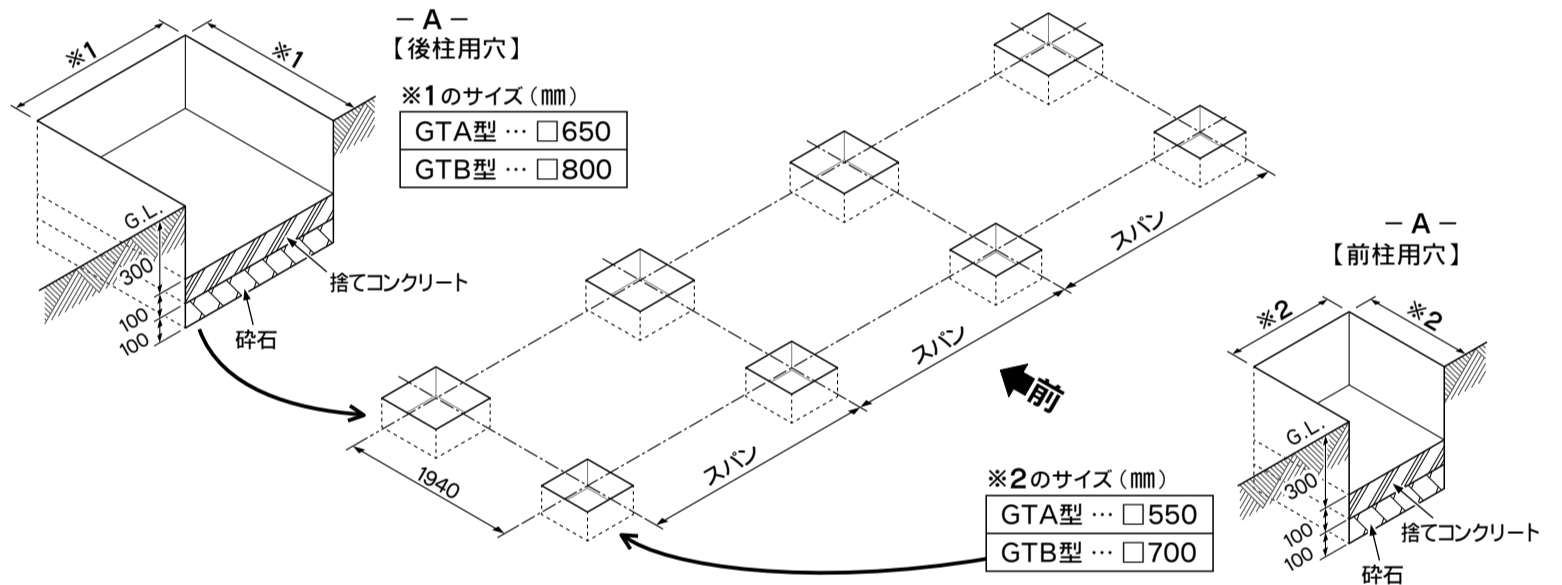 －A－
【後柱用穴】
※1
※1
※1のサイズ（㎜）
GTA型 … □650
GTB型 … □800
G.L.
300
100
100
捨てコンクリート
砕石
1940
スパン
スパン
スパン
前
－A－
【前柱用穴】
※2
※2
※2のサイズ（㎜）
GTA型 … □550
GTB型 … □700
G.L.
300
100
100
捨てコンクリート
砕石